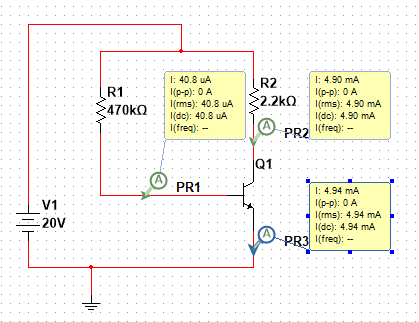 R1
470kΩ
I: 40.8 uA
I(p-p): 0 A
I(rms): 40.8 uA
I(dc): 40.8 uA
I(freq): --
R2
2.2kΩ
I: 4.90 mA
I(p-p): 0 A
I(rms): 4.90 mA
I(dc): 4.90 mA
I(freq): --
A
PR2
Q1
A
PR1
V1
20V
A
PR3
I: 4.94 mA
I(p-p): 0 A
I(rms): 4.94 mA
I(dc): 4.94 mA
I(freq): --